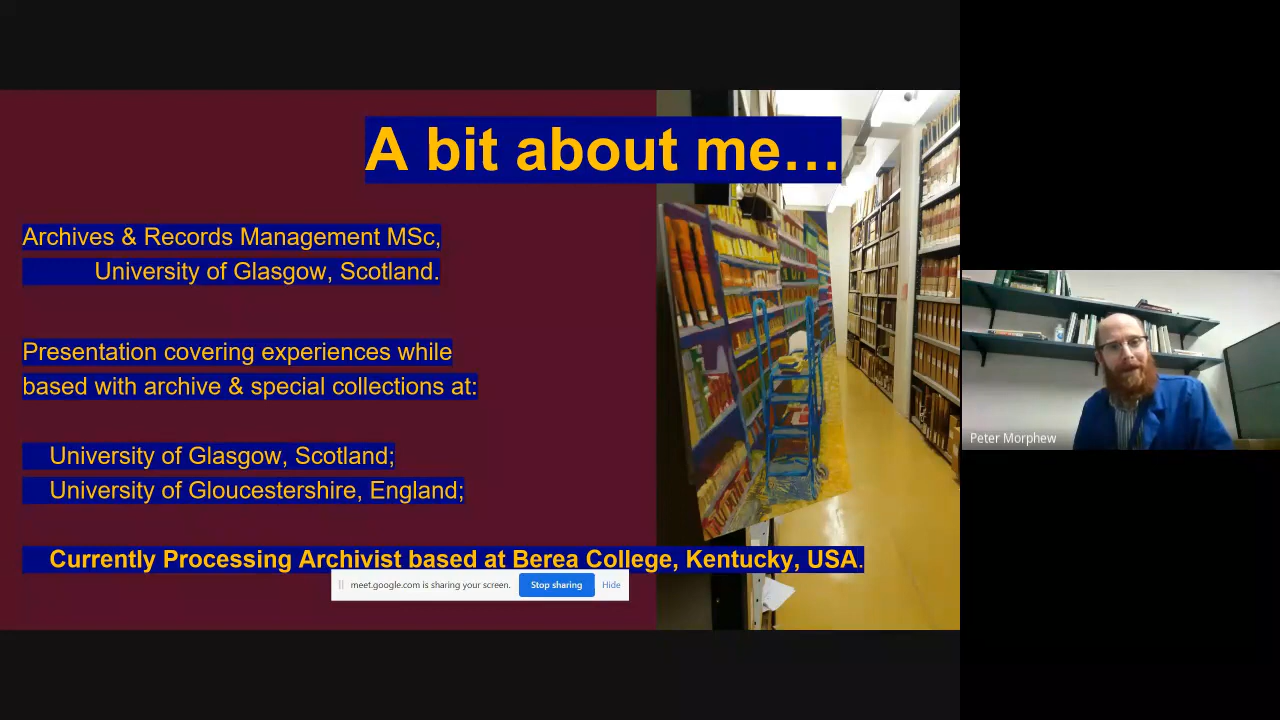 A bit about me…
Archives & Records Management MSc,
University of Glasgow, Scotland.
Presentation covering experiences while
based with archive & special collections at:
University of Glasgow, Scotland;
University of Gloucestershire, England;
Currently Processing Archivist based at Berea College, Kentucky, USA.
meet.google.com is sharing your screen. Stop sharing Hide
Peter Morphew